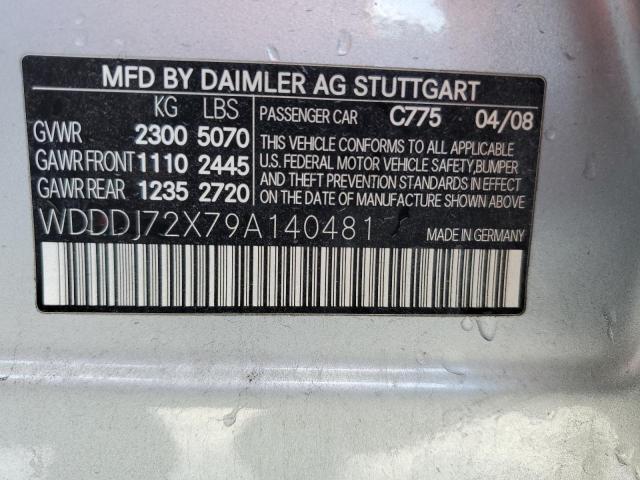 MFD BY DAIMLER AG STUTTGART
KG LBS PASSENGER CAR C775 04/08
GVWR 2300 5070 THIS VEHICLE CONFORMS TO ALL APPLICABLE
GAWR FRONT 1110 2445 U.S. FEDERAL MOTOR VEHICLE SAFETY, BUMPER
GAWR REAR 1235 2720 AND THEFT PREVENTION STANDARDS IN EFFECT
ON THE DATE OF MANUFACTURE SHOWN ABOVE.
WDDDJ72X79A140481 MADE IN GERMANY